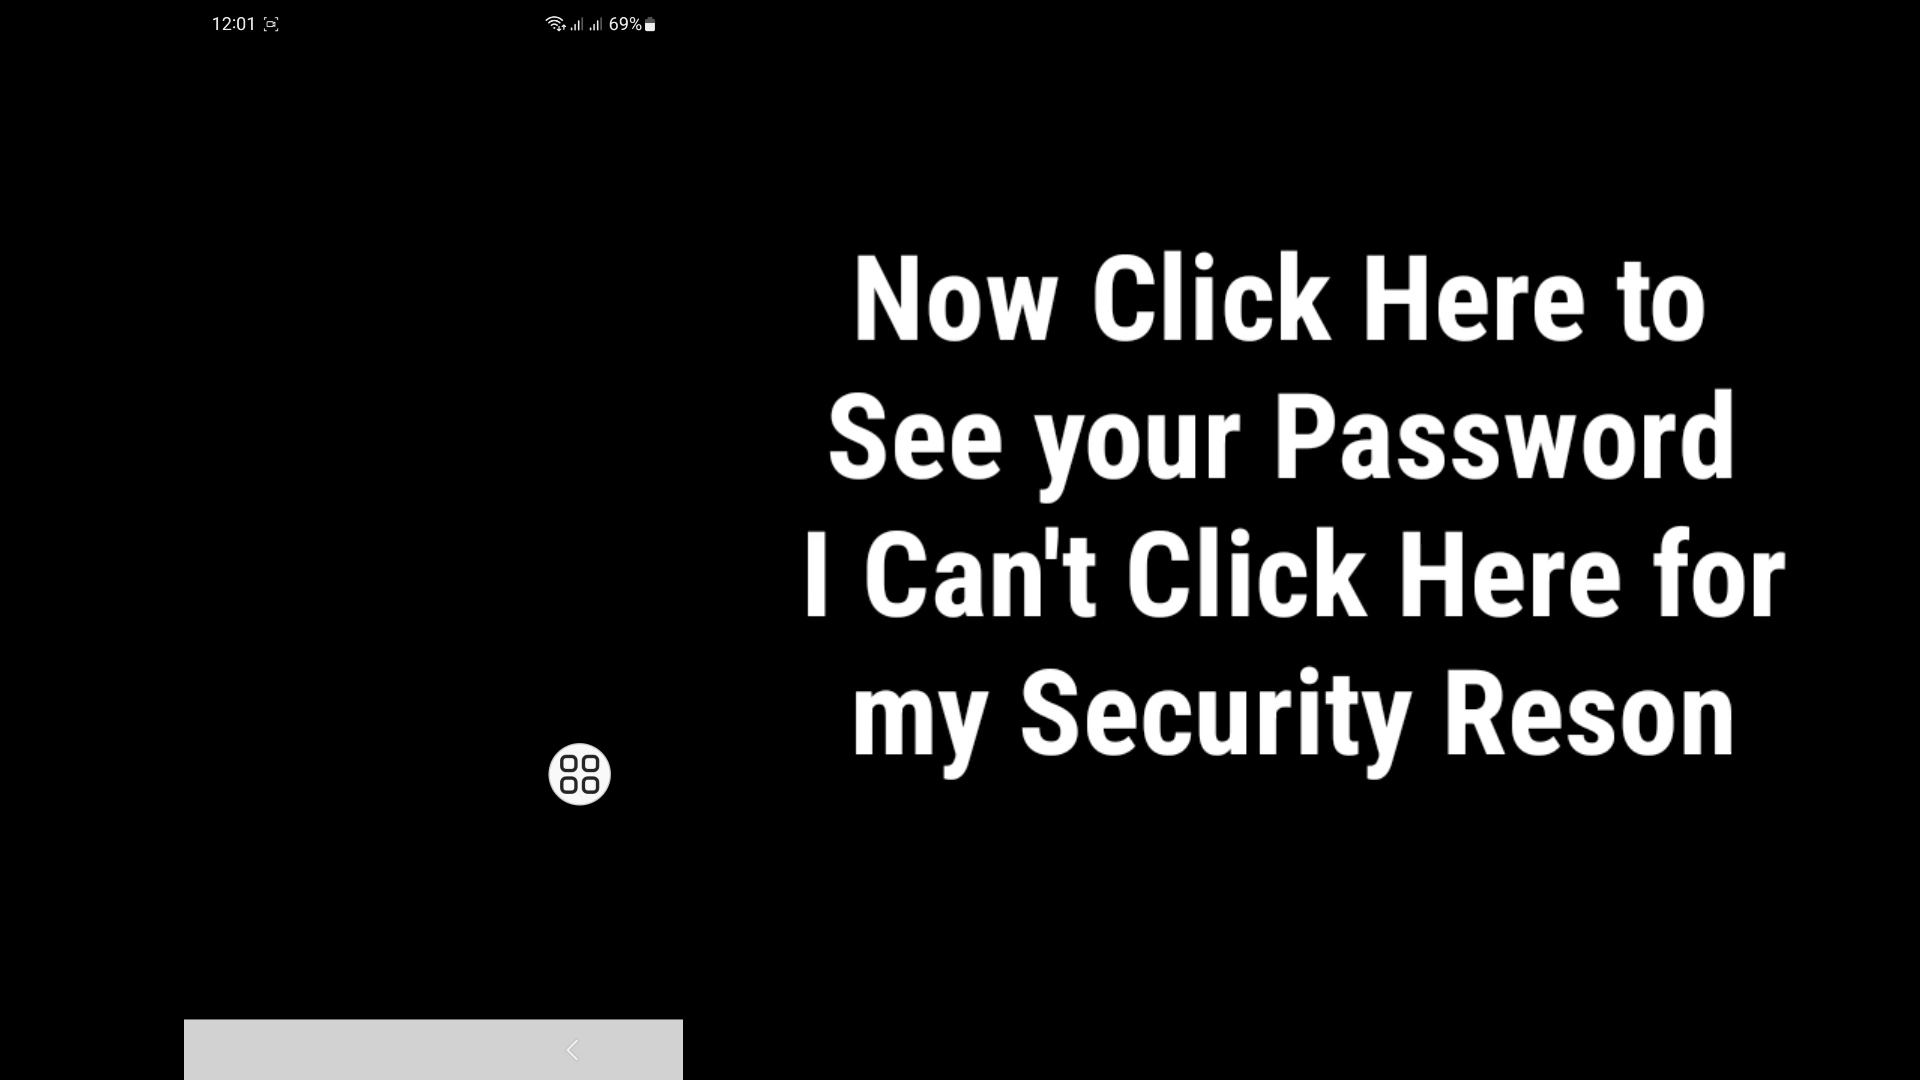 12:01 69%
Now Click Here to
See your Password
I Can't Click Here for
my Security Reson